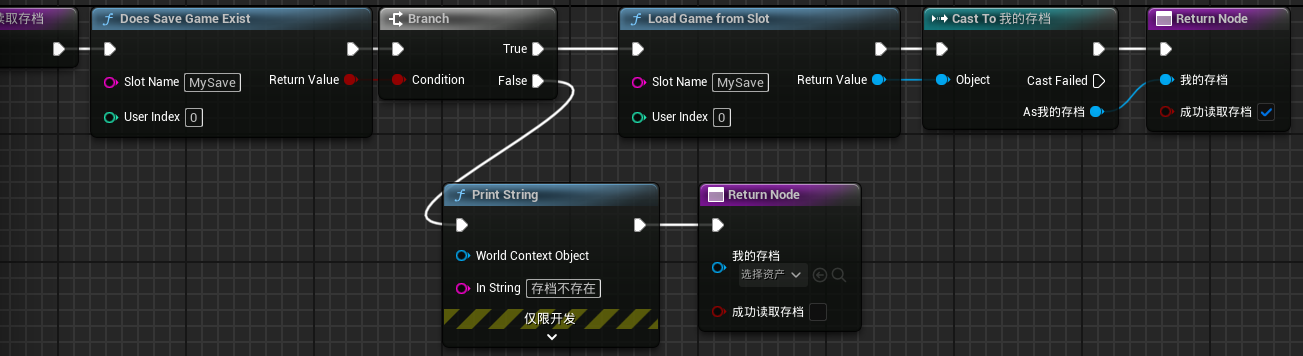 读取存档
Does Save Game Exist
Slot Name MySave Return Value
User Index 0
Branch
True
Condition False
Load Game from Slot
Slot Name MySave Return Value
User Index 0
Cast To 我的存档
Object Cast Failed
As我的存档
Return Node
我的存档
成功读取存档
Print String
World Context Object
In String 存档不存在
仅限开发
Return Node
我的存档
选择资产
成功读取存档